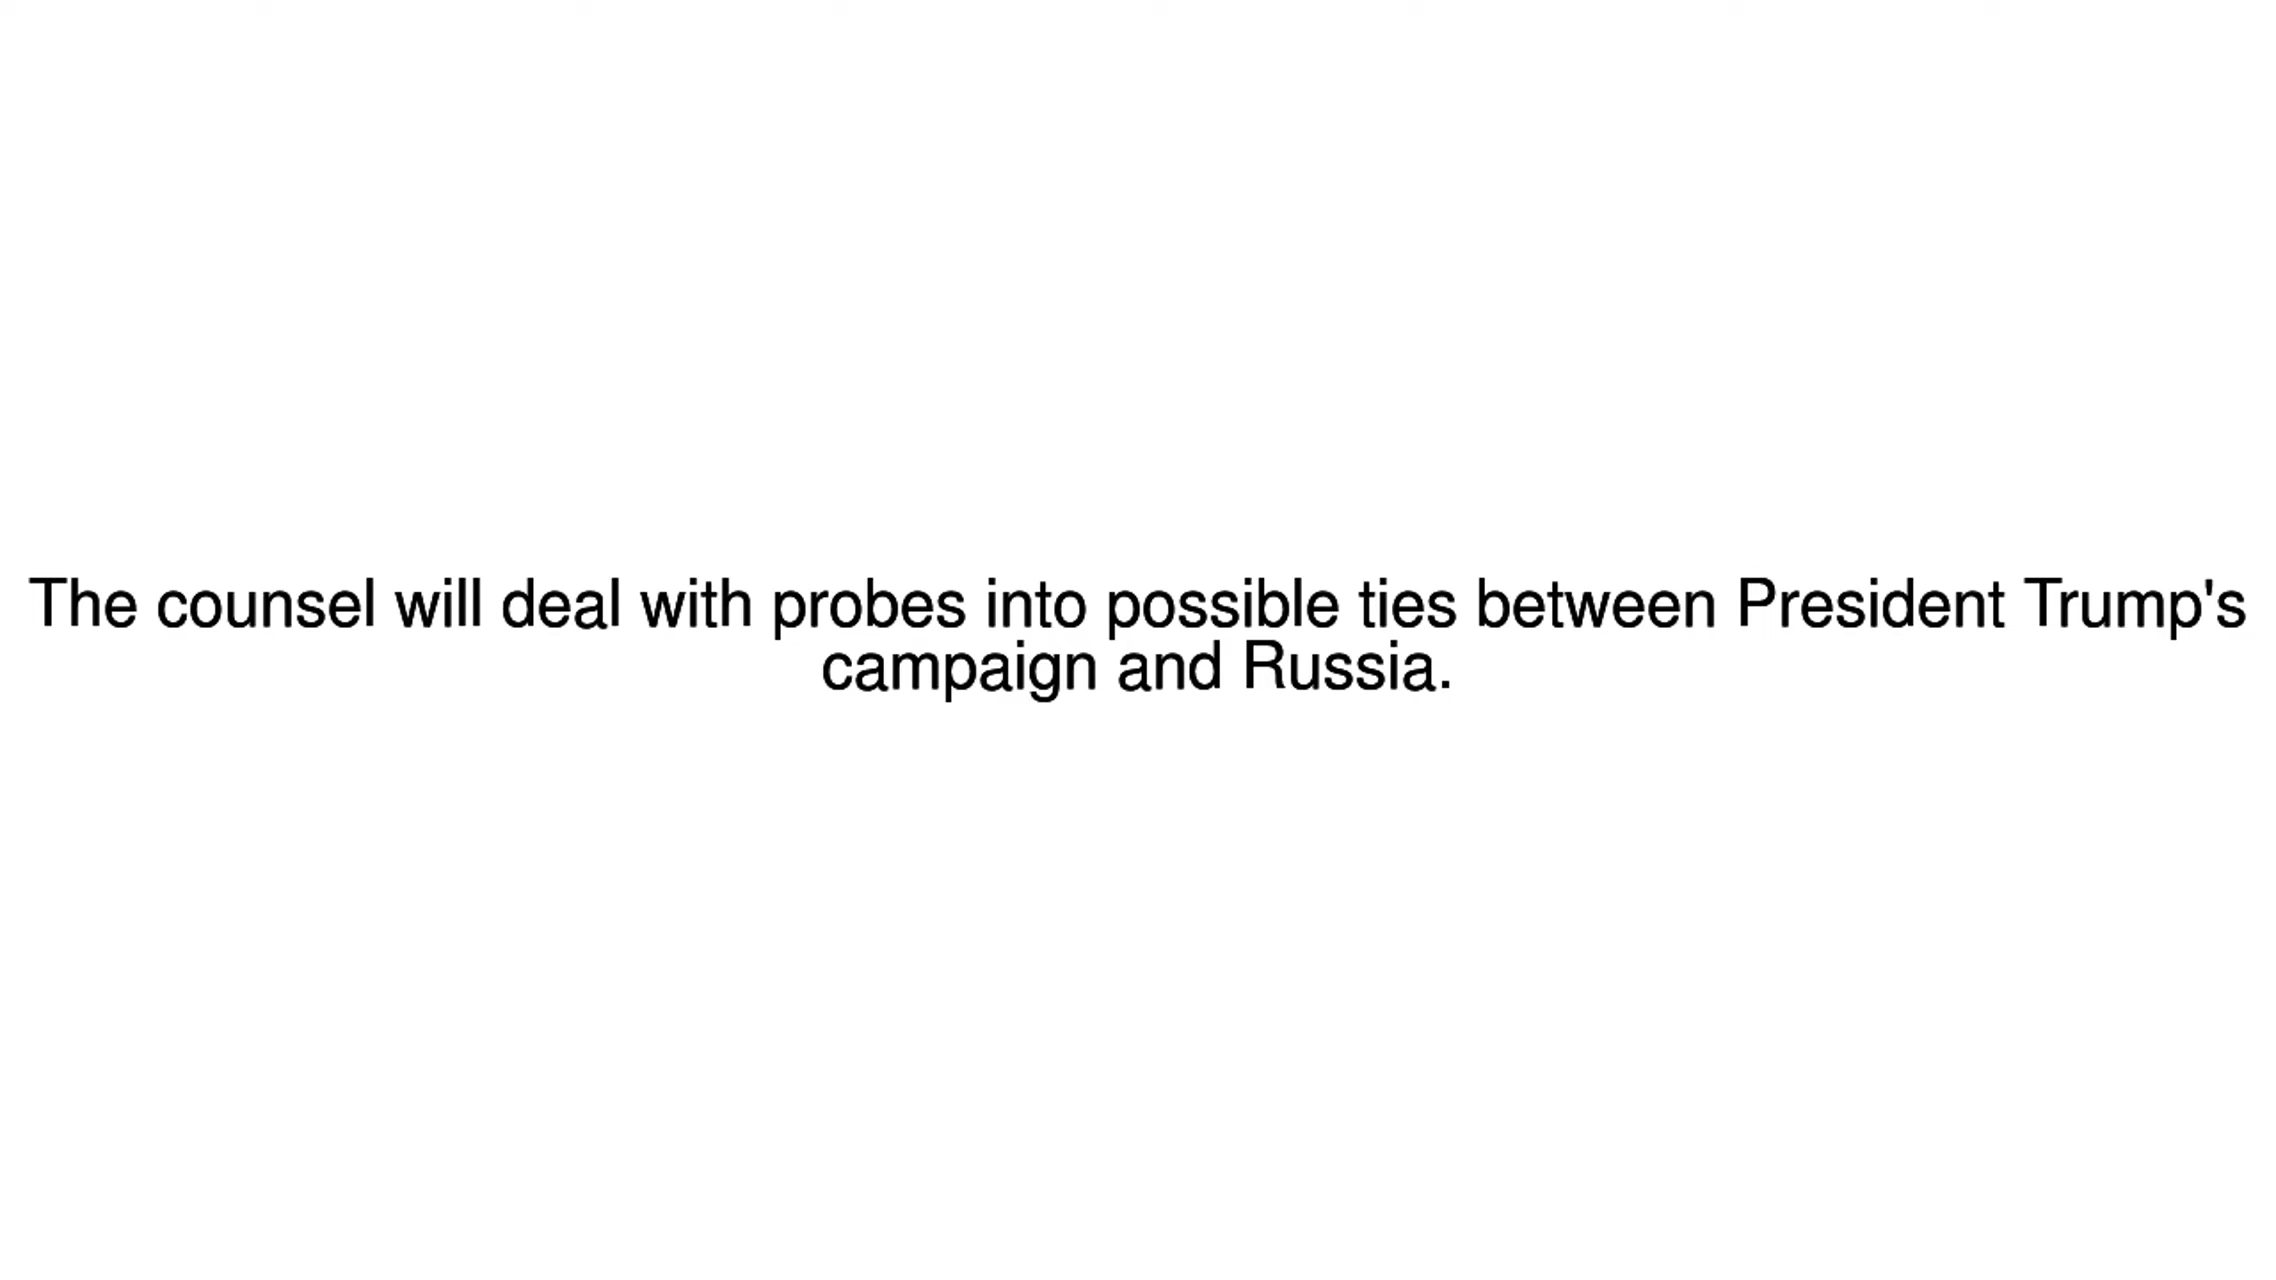 The counsel will deal with probes into possible ties between President Trump's
campaign and Russia.